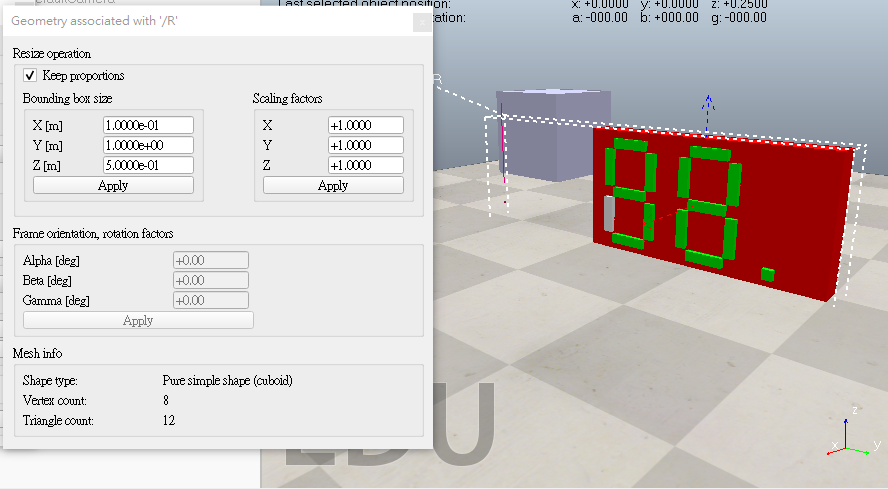 Last selected object position: x: +0.0000 y: +0.0000 z: +0.2500
a: -000.00 b: +000.00 g: -000.00
Geometry associated with '/R'
Resize operation
Keep proportions
Bounding box size
X [m] 1.0000e-01
Y [m] 1.0000e+00
Z [m] 5.0000e-01
Apply
Scaling factors
X +1.0000
Y +1.0000
Z +1.0000
Apply
Frame orientation, rotation factors
Alpha [deg] +0.00
Beta [deg] +0.00
Gamma [deg] +0.00
Apply
Mesh info
Shape type: Pure simple shape (cuboid)
Vertex count: 8
Triangle count: 12
R
98.
EDU
z
x
y